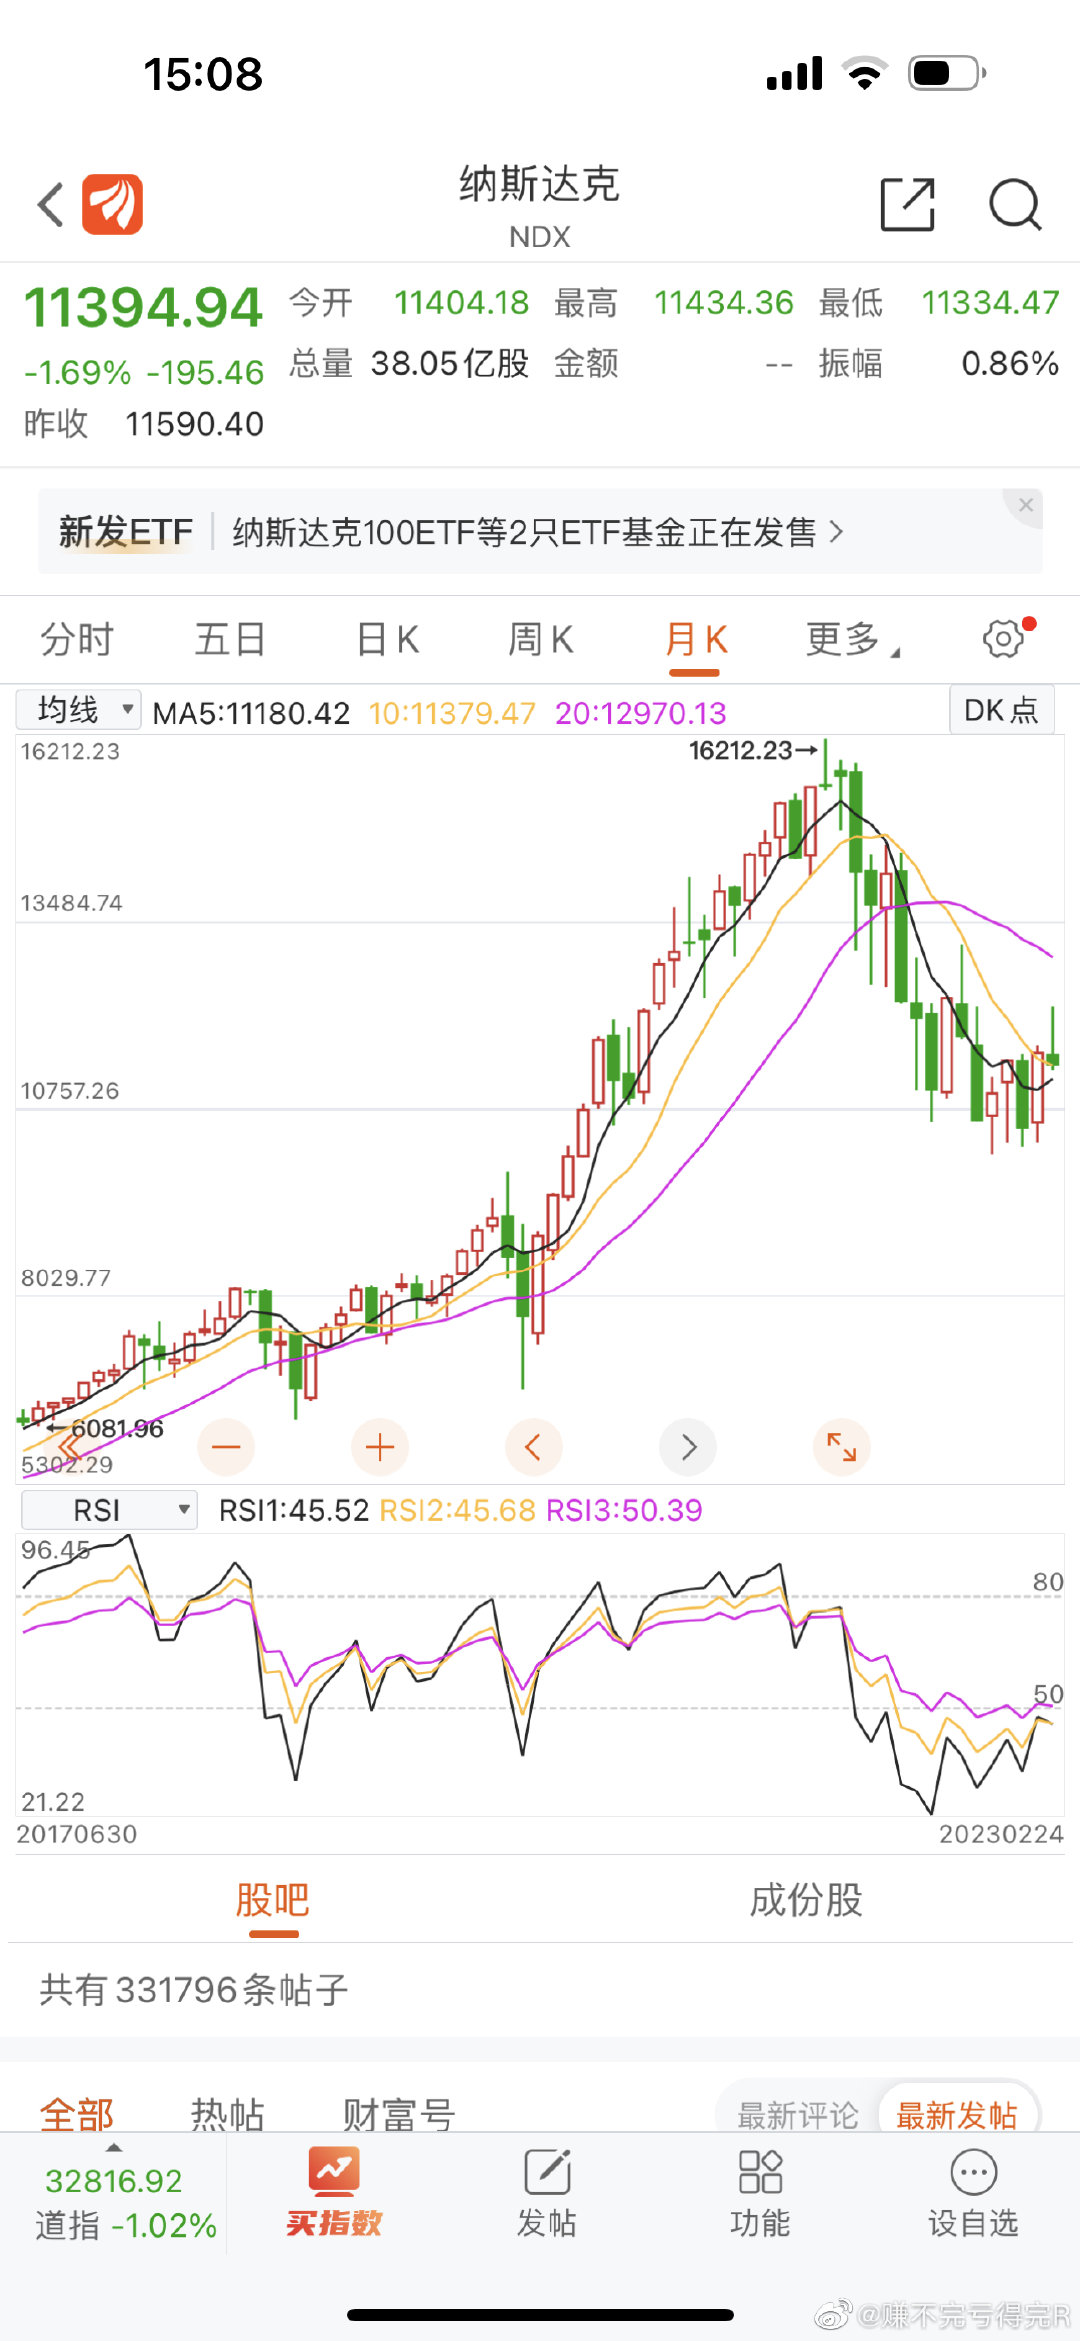 15:08
纳斯达克
NDX
11394.94 今开 11404.18 最高 11434.36 最低 11334.47
-1.69% -195.46 总量 38.05亿股 金额 -- 振幅 0.86%
昨收 11590.40
新发ETF 纳斯达克100ETF等2只ETF基金正在发售 >
分时 五日 日K 周K 月K 更多
均线 MA5:11180.42 10:11379.47 20:12970.13 DK点
16212.23 16212.23→
13484.74
10757.26
8029.77
←6081.96
5302.29
RSI RSI1:45.52 RSI2:45.68 RSI3:50.39
96.45
80
50
21.22
20170630 20230224
股吧 成份股
共有331796条帖子
全部 热帖 财富号 最新评论 最新发帖
32816.92
道指 -1.02% 买指数 发帖 功能 设自选
@赚不完亏得完R